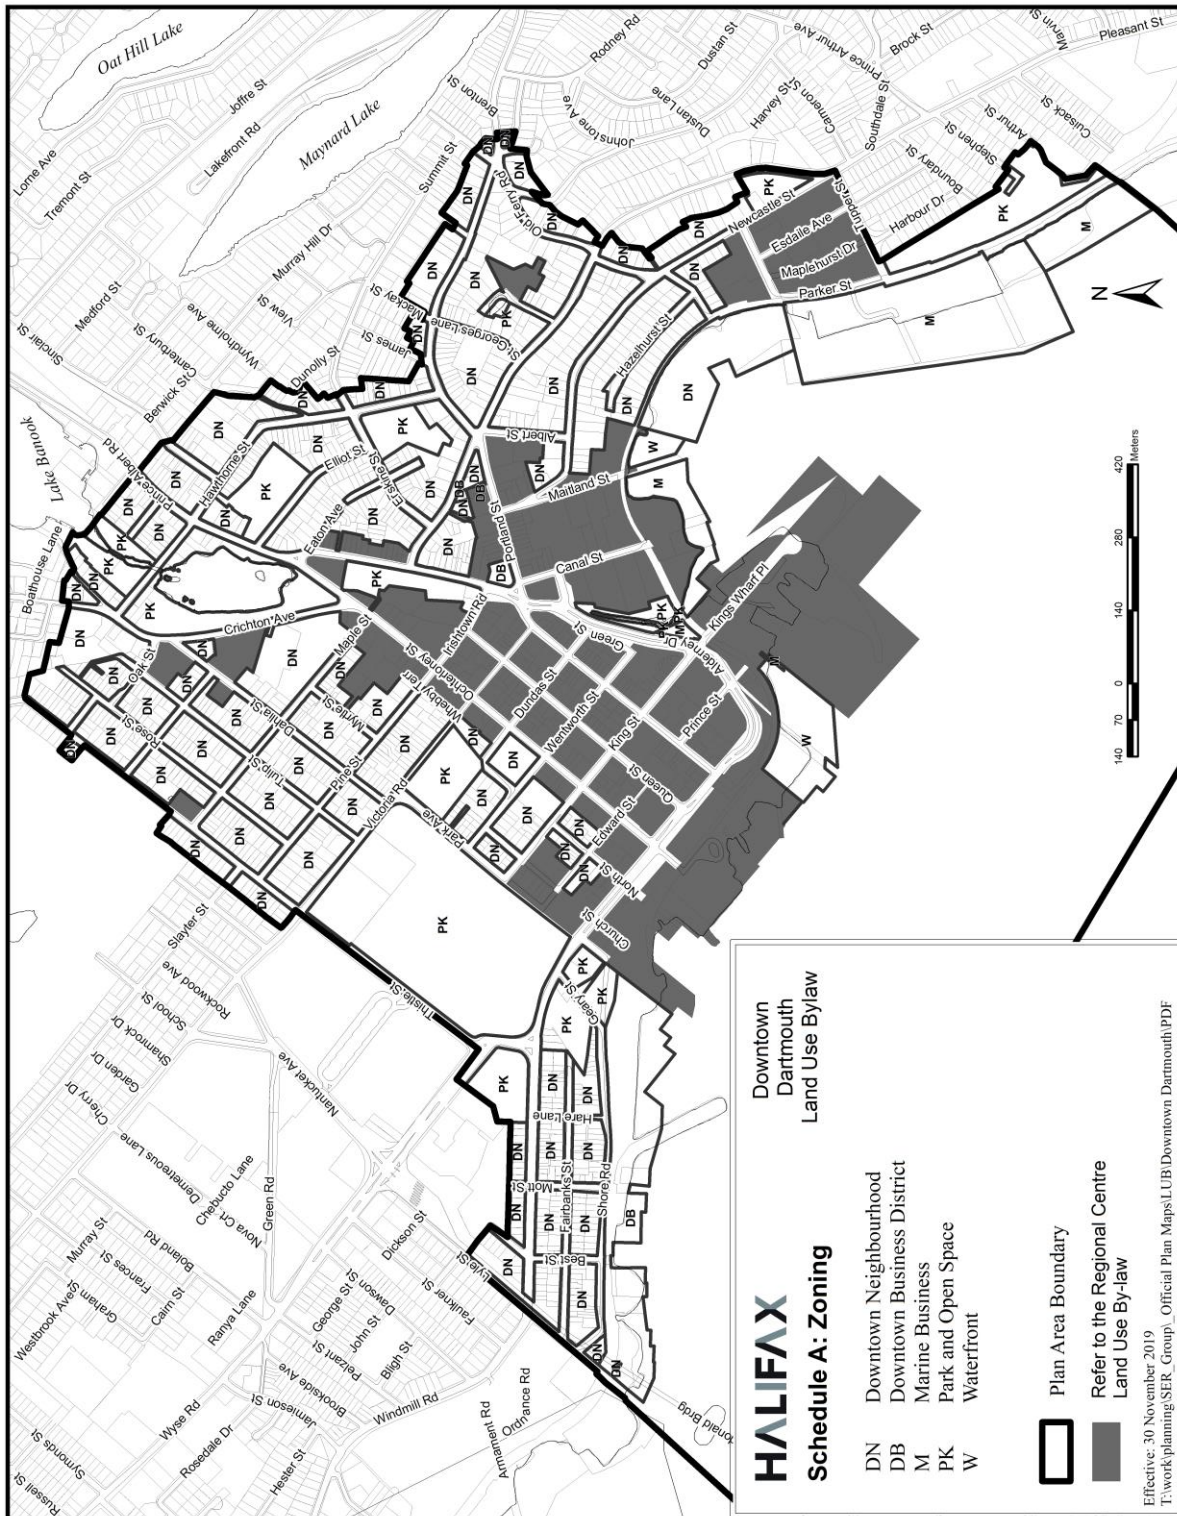 HALIFAX
Schedule A: Zoning
Downtown
Dartmouth
Land Use Bylaw
DN Downtown Neighbourhood
DB Downtown Business District
M Marine Business
PK Park and Open Space
W Waterfront
Plan Area Boundary
Refer to the Regional Centre
Land Use By-law
Effective: 30 November 2019
T:\work\planning\SER_Group\_Official Plan Maps\LUB\Downtown Dartmouth\PDF
140 70 0 140 280 420
Meters
N
Oat Hill Lake
Maynard Lake
Lake Banook
Lorne Ave
Tremont St
Joffre St
Lakefront Rd
Sinclair St
Medford St
Canterbury St
Wyndholme Ave
View St
Murray Hill Dr
Summit St
Brenton St
Rodney Rd
Dustan St
Prince Arthur Ave
Brock St
Marvin St
Pleasant St
Johnstone Ave
Dustan Lane
Harvey St
Cameron St
Southdale St
Stephen St
Arthur St
Cuisack St
Boundary St
Harbour Dr
Tupper St
Newcastle St
Esdaile Ave
Maplehurst Dr
Parker St
Old Ferry Rd
Mackay St
James St
Dunolly St
Berwick St
St Georges Lane
Hazelhurst St
Boathouse Lane
Prince Albert Rd
Hawthorne St
Elliot St
Erskine St
Eaton Ave
Albert St
Maitland St
Portland St
Canal St
Kings Wharf Pl
Alderney Dr
Crichton Ave
Oak St
Rose St
Dahlia St
Tulip St
Myrtle St
Maple St
Pine St
Victoria Rd
Park Ave
Ochterloney St
Whebby Terr
Irishtown Rd
Green St
Dundas St
Wentworth St
King St
Prince St
Queen St
Edward St
North St
Church St
Geary St
Thistle St
Slayter St
Rockwood Ave
School St
Shamrock Dr
Garden Dr
Cherry Dr
Nantucket Ave
Demetreous Lane
Chebucto Lane
Nova Crt
Green Rd
Boland Rd
Murray St
Frances St
Cairn St
Graham St
Westbrook Ave
Ranya Lane
Dickson St
Lyle St
Faulkner St
Dawson St
George St
John St
Pelzant St
Bligh St
Brookside Ave
Jamieson St
Windmill Rd
Wyse Rd
Rosedale Dr
Hester St
Symonds St
Russell St
Armament Rd
Ordnance Rd
Hare Lane
Mott St
Fairbanks St
Shore Rd
Best St
onald Brdg
DN
DB
PK
M
W